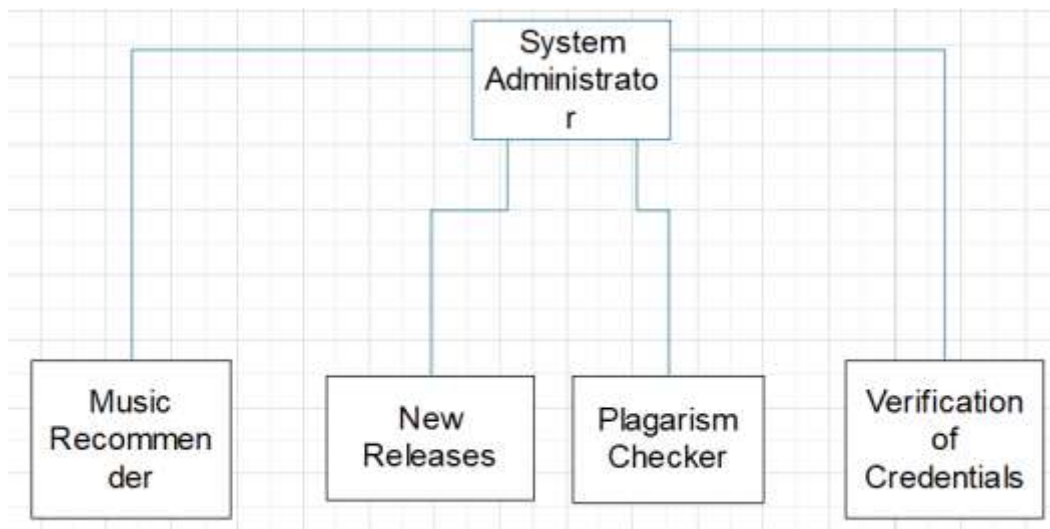 System
Administrato
r
Music
Recommen
der
New
Releases
Plagarism
Checker
Verification
of
Credentials